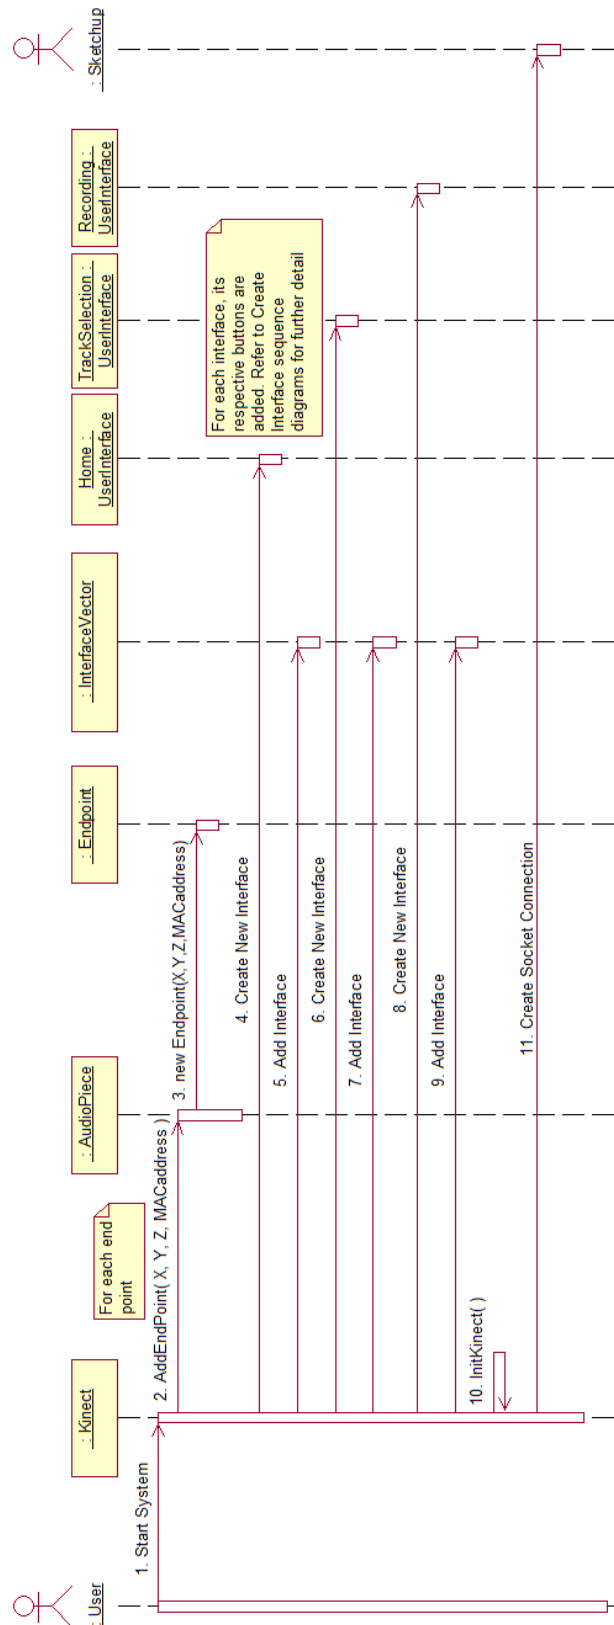 : User
: Kinect
: AudioPiece
: Endpoint
: InterfaceVector
Home :
UserInterface
TrackSelection :
UserInterface
Recording :
UserInterface
: Sketchup
For each end
point
1. Start System
2. AddEndPoint( X, Y, Z, MACaddress )
3. new Endpoint(X,Y,Z,MACaddress)
For each interface, its
respective buttons are
added. Refer to Create
Interface sequence
diagrams for further detail
4. Create New Interface
5. Add Interface
6. Create New Interface
7. Add Interface
8. Create New Interface
9. Add Interface
10. InitKinect( )
11. Create Socket Connection